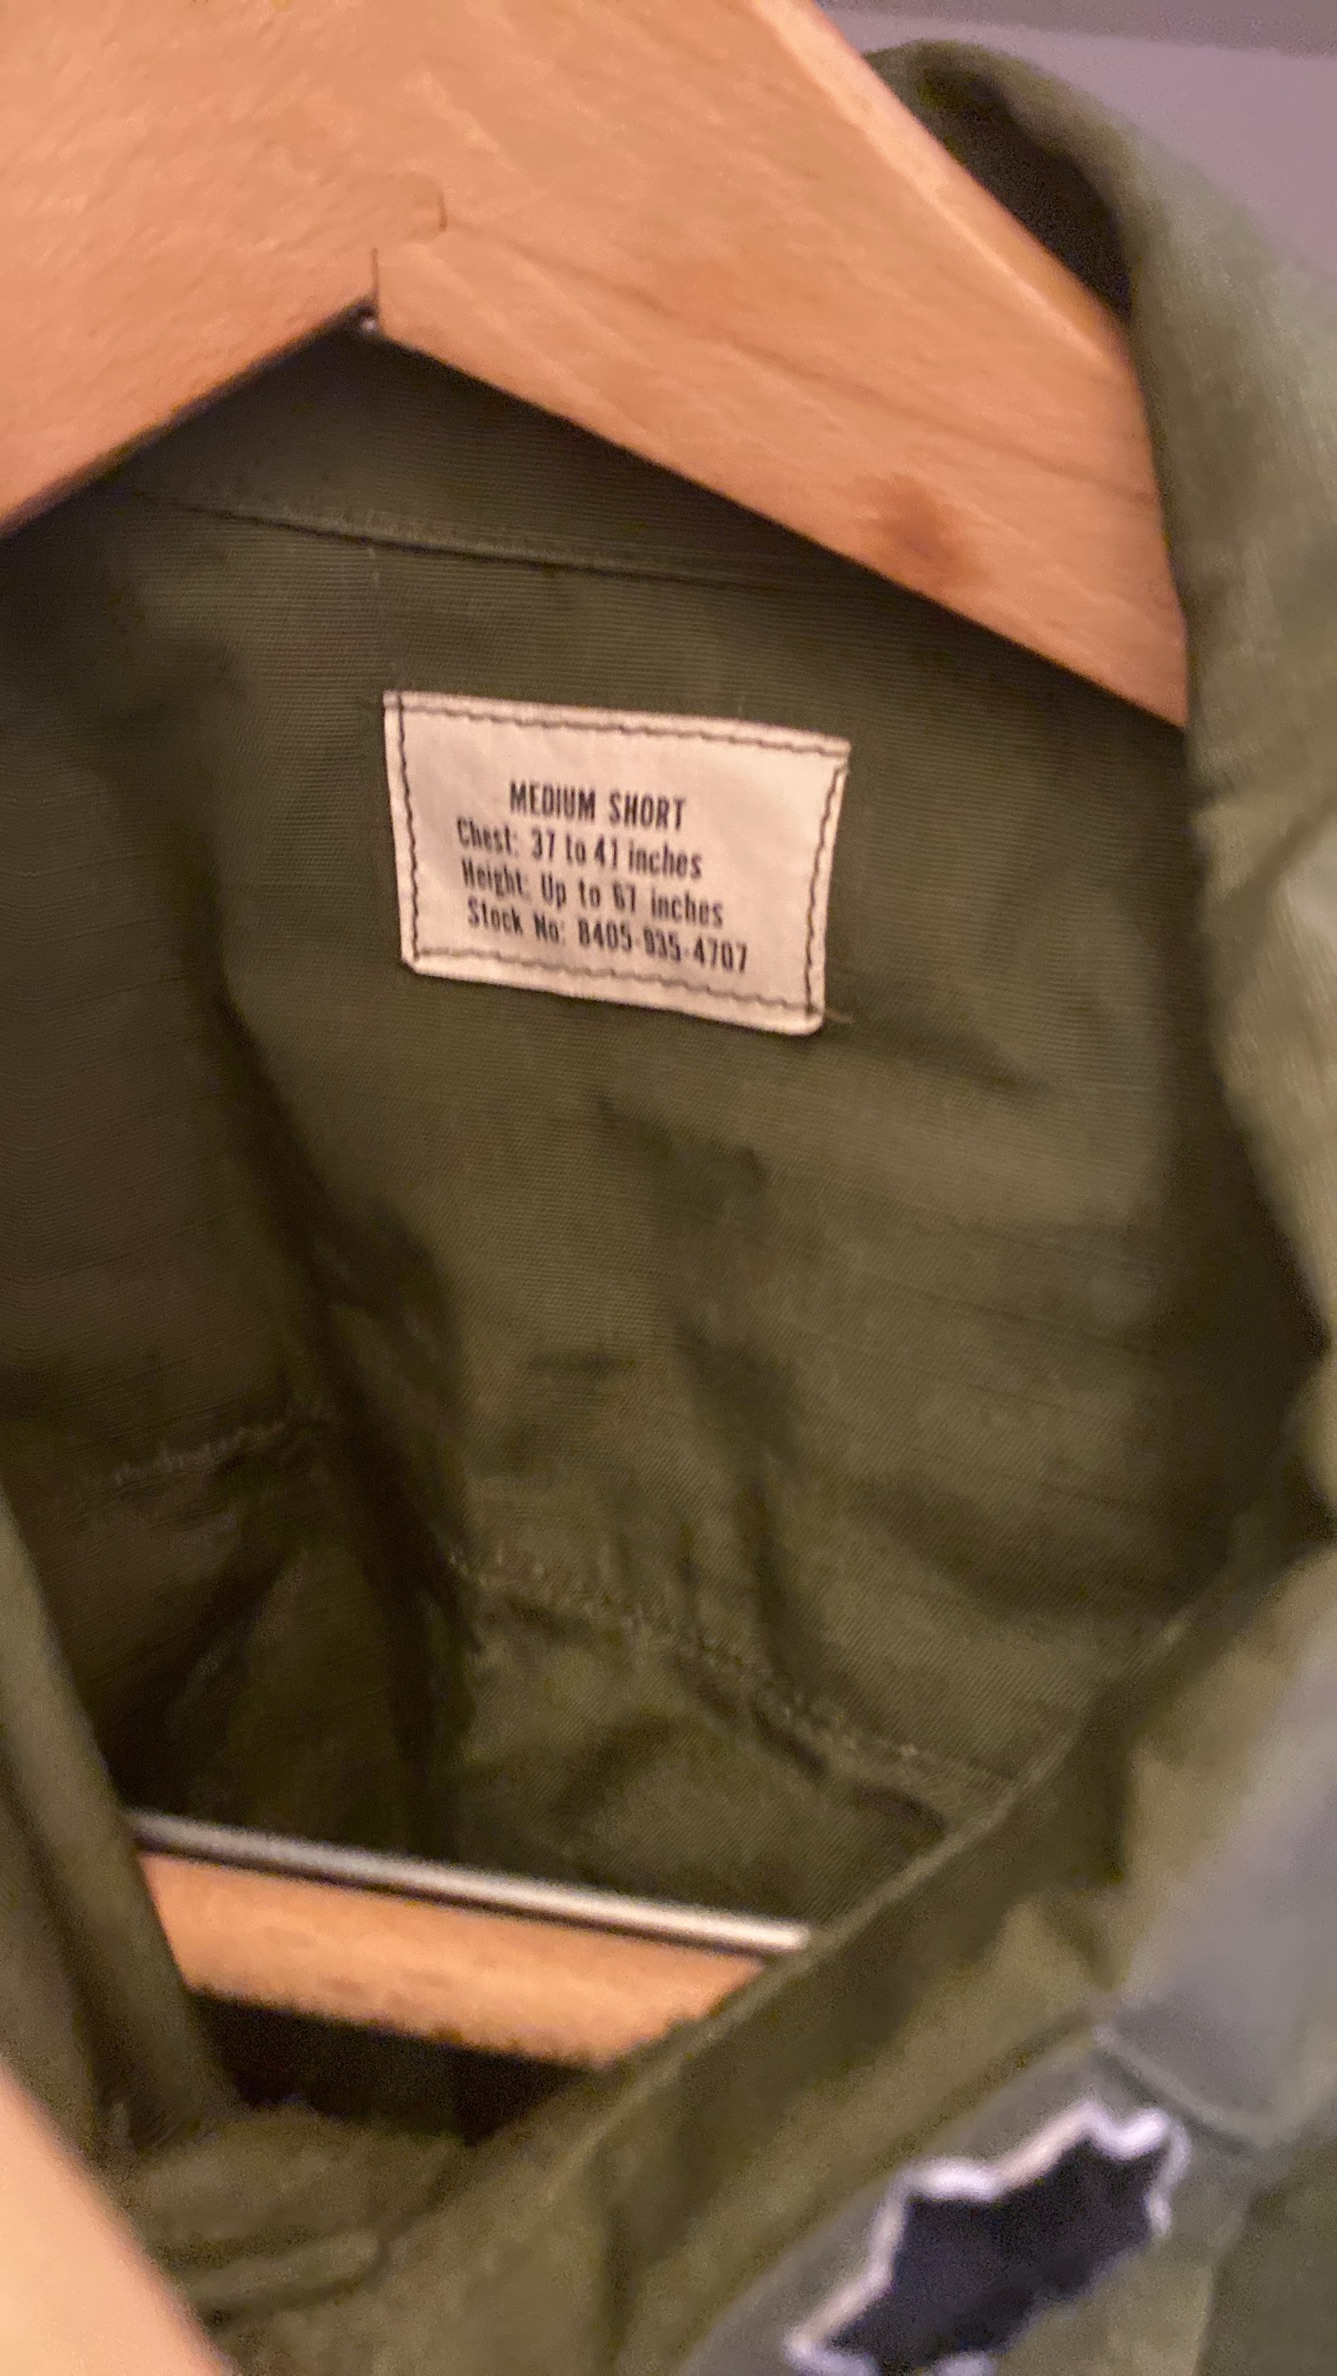 MEDIUM SHORT
Chest: 37 to 41 inches
Height: Up to 67 inches
Stock No: 8405-935-4707